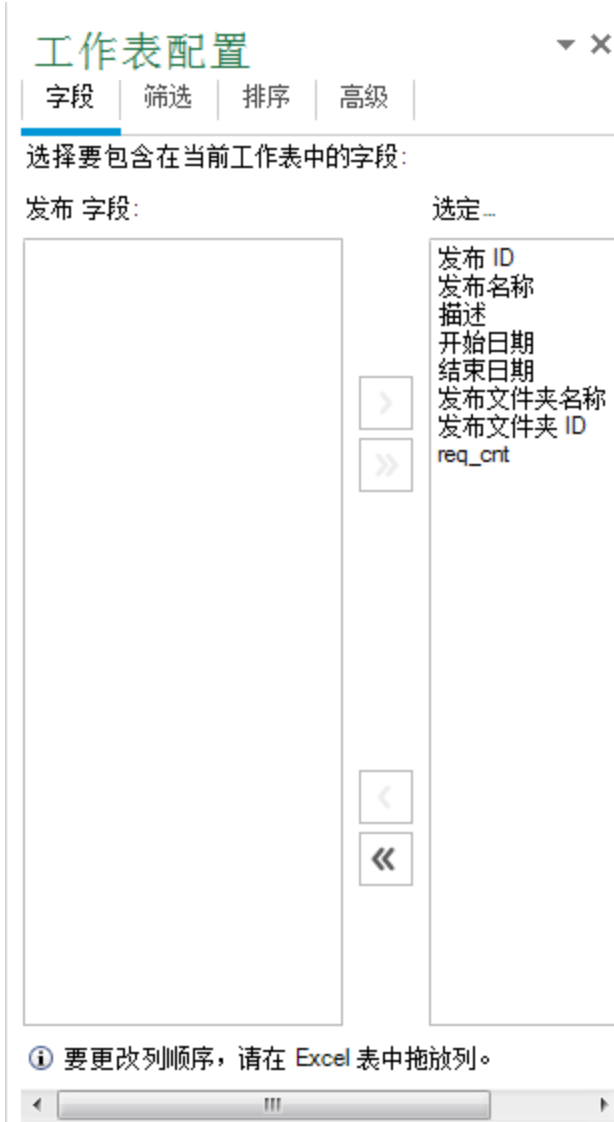 工作表配置
字段 筛选 排序 高级
选择要包含在当前工作表中的字段:
发布 字段: 选定...
发布 ID
发布名称
描述
开始日期
结束日期
发布文件夹名称
发布文件夹 ID
req_cnt
要更改列顺序，请在 Excel 表中拖放列。